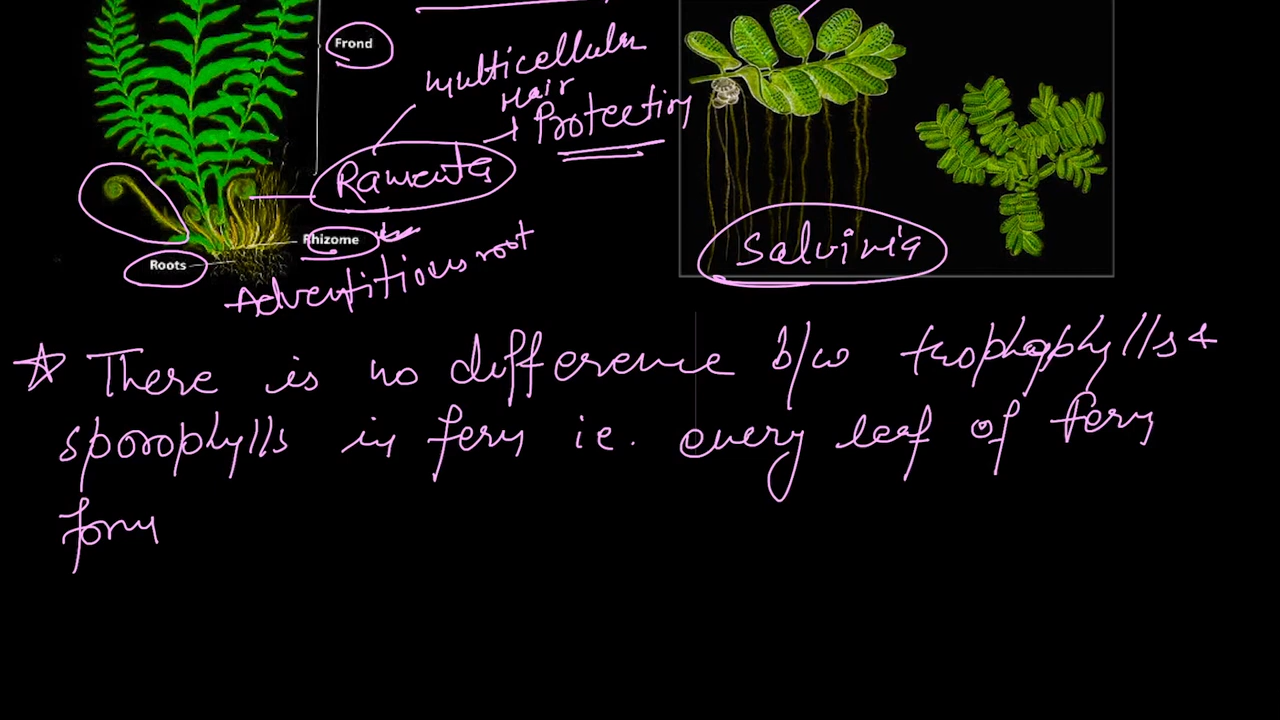 Frond
multicellular
Hair
Protection
Ramenta
Rhizome
Roots
Adventitious root
Salvinia
☆ There is no difference b/w trophophylls &
sporophylls in fern ie. every leaf of fern
form